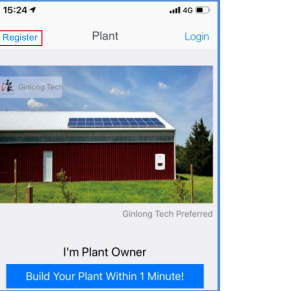 15:24 4G
Register Plant Login
Ginlong Tech
Ginlong Tech Preferred
I'm Plant Owner
Build Your Plant Within 1 Minute!